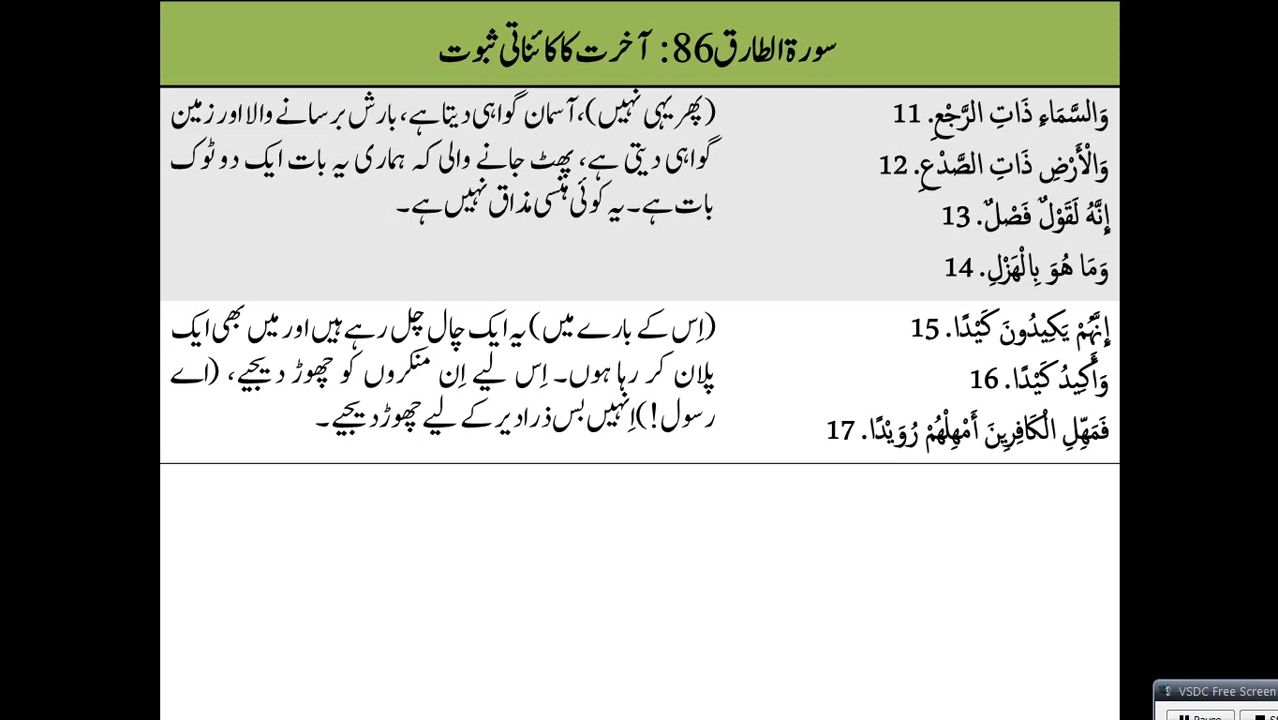 سورۃ الطارق 86: آخرت کا کائناتی ثبوت
وَالسَّمَاءِ ذَاتِ الرَّجْعِ. 11
وَالْأَرْضِ ذَاتِ الصَّدْعِ. 12
إِنَّهُ لَقَوْلٌ فَصْلٌ. 13
وَمَا هُوَ بِالْهَزْلِ. 14
(پھر یہی نہیں)، آسمان گواہی دیتا ہے، بارش برسانے والا اور زمین
گواہی دیتی ہے، پھٹ جانے والی کہ ہماری یہ بات ایک دو ٹوک
بات ہے۔ یہ کوئی ہنسی مذاق نہیں ہے۔
إِنَّهُمْ يَكِيدُونَ كَيْدًا. 15
وَأَكِيدُ كَيْدًا. 16
فَمَهِّلِ الْكَافِرِينَ أَمْهِلْهُمْ رُوَيْدًا. 17
(اِس کے بارے میں) یہ ایک چال چل رہے ہیں اور میں بھی ایک
پلان کر رہا ہوں۔ اِس لیے اِن منکروں کو چھوڑ دیجیے، (اے
رسول!) اِنہیں بس ذرا دیر کے لیے چھوڑ دیجیے۔
VSDC Free Screen
Pause